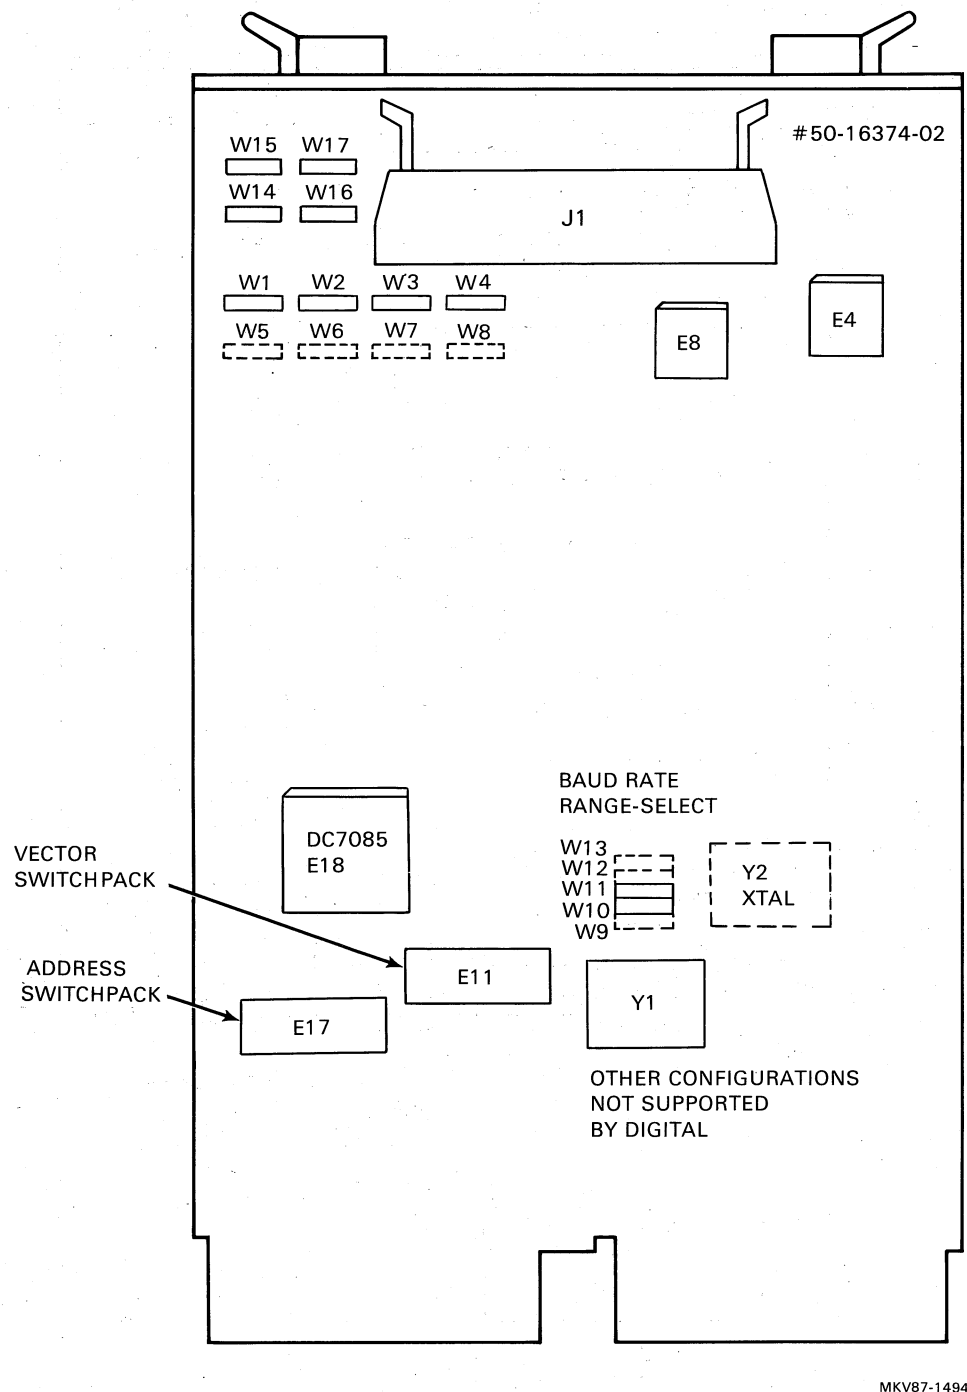 #50-16374-02
W15 W17
W14 W16
J1
W1 W2 W3 W4
W5 W6 W7 W8
E8
E4
BAUD RATE
RANGE-SELECT
DC7085
E18
VECTOR
SWITCHPACK
W13
W12
W11
W10
W9
Y2
XTAL
ADDRESS
SWITCHPACK
E11
E17
Y1
OTHER CONFIGURATIONS
NOT SUPPORTED
BY DIGITAL
MKV87-1494